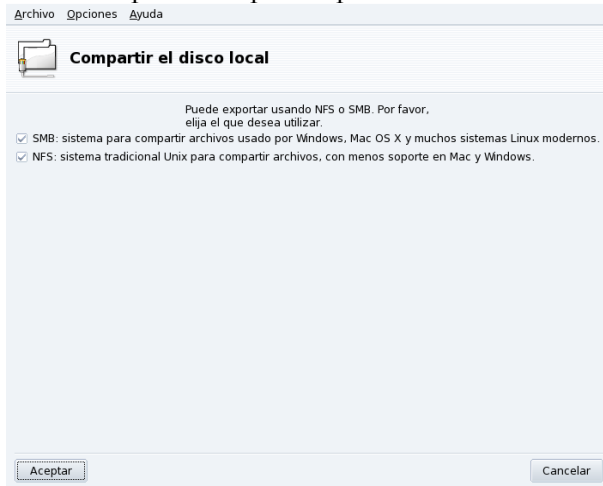 Archivo Opciones Ayuda
Compartir el disco local
Puede exportar usando NFS o SMB. Por favor,
elija el que desea utilizar.
SMB: sistema para compartir archivos usado por Windows, Mac OS X y muchos sistemas Linux modernos.
NFS: sistema tradicional Unix para compartir archivos, con menos soporte en Mac y Windows.
Aceptar Cancelar